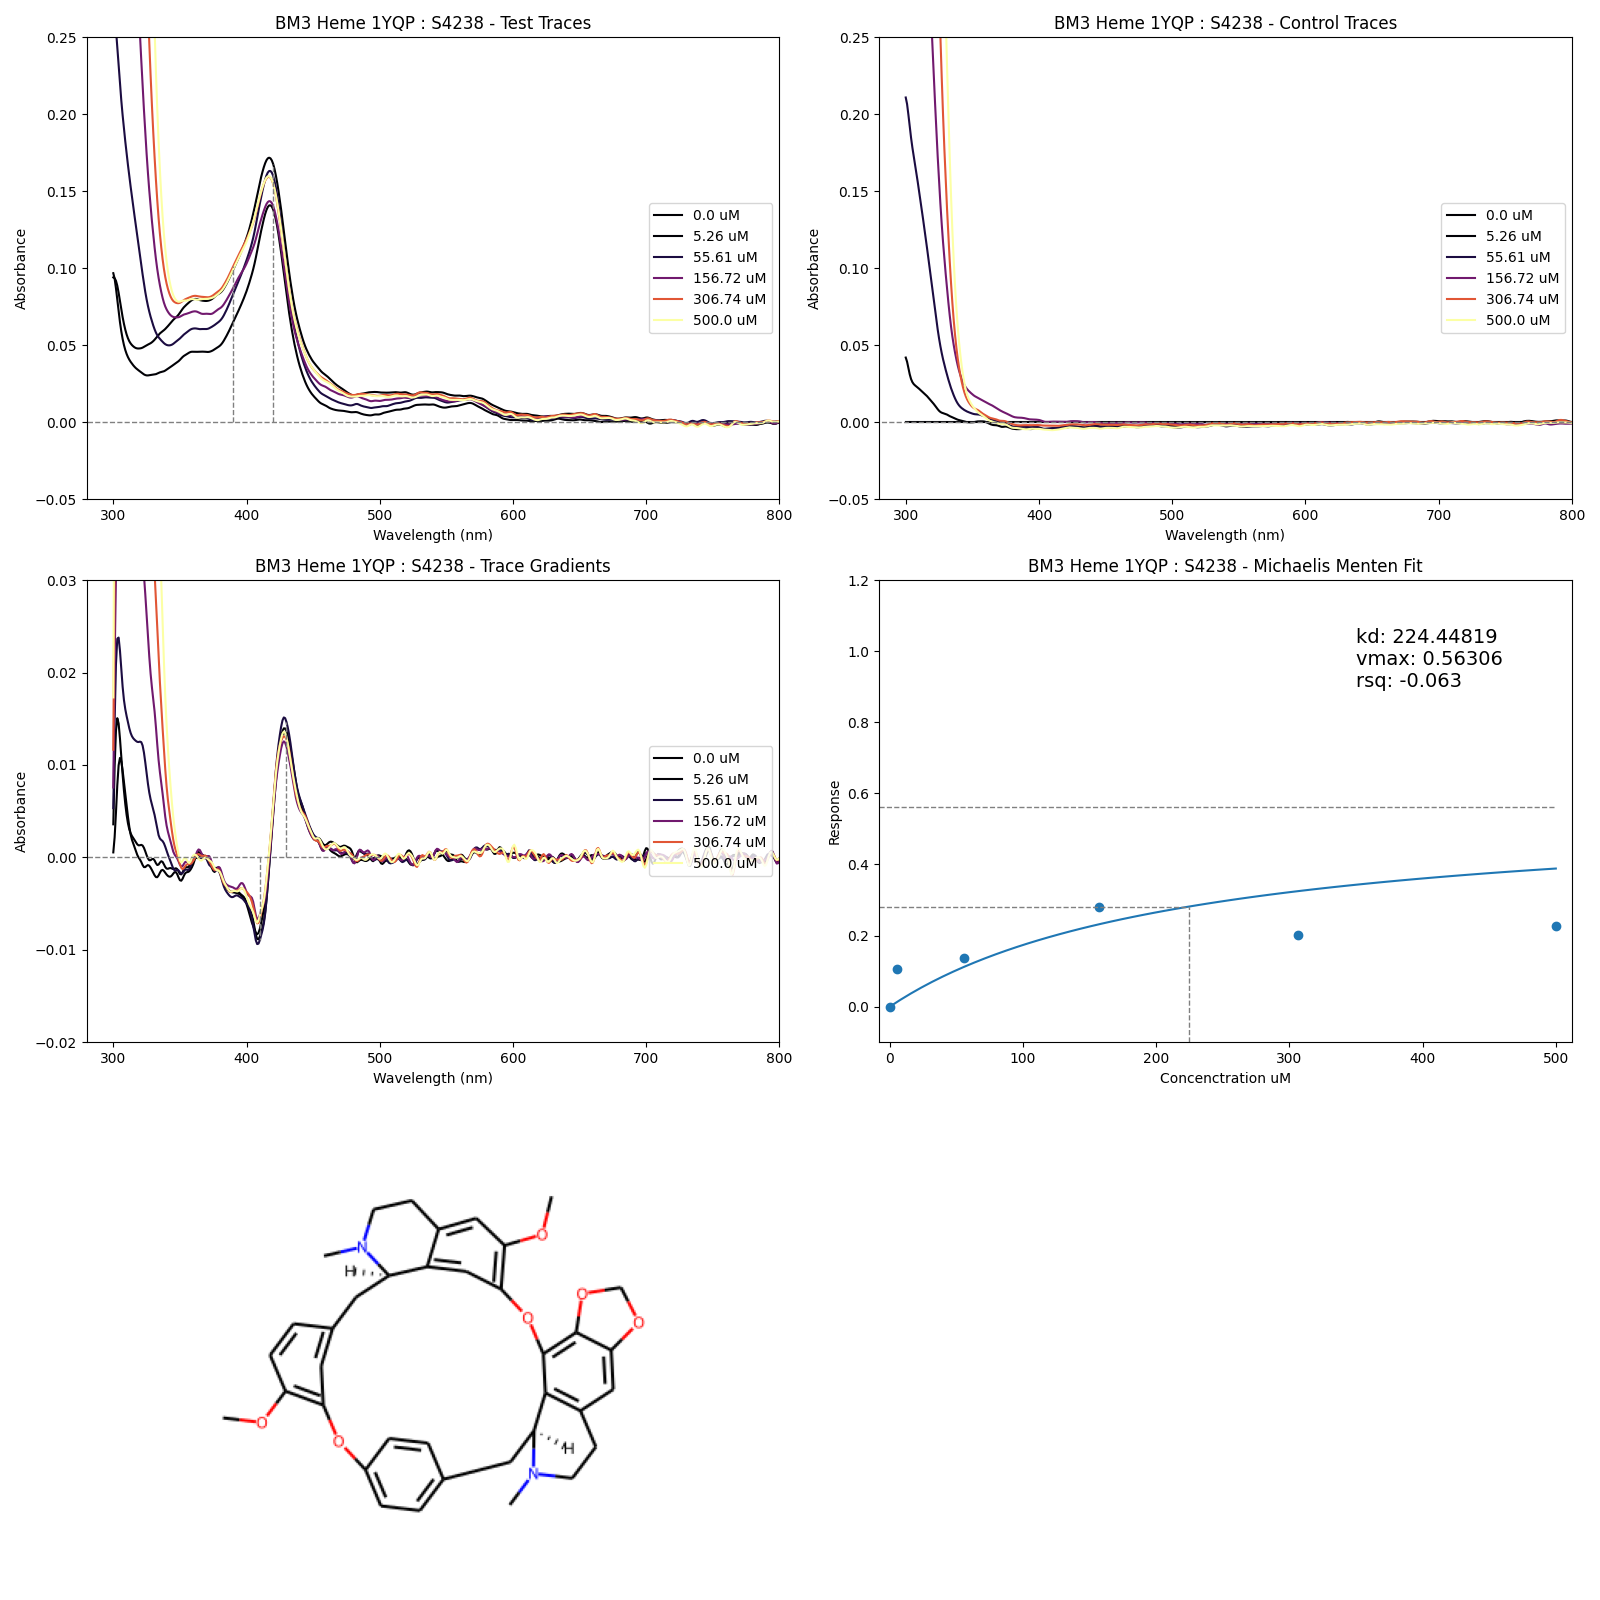 BM3 Heme 1YQP : S4238 - Test Traces
0.25
0.20
0.15
0.10
0.05
0.00
−0.05
Absorbance
300 400 500 600 700 800
Wavelength (nm)
0.0 uM
5.26 uM
55.61 uM
156.72 uM
306.74 uM
500.0 uM
BM3 Heme 1YQP : S4238 - Control Traces
0.25
0.20
0.15
0.10
0.05
0.00
−0.05
Absorbance
300 400 500 600 700 800
Wavelength (nm)
0.0 uM
5.26 uM
55.61 uM
156.72 uM
306.74 uM
500.0 uM
BM3 Heme 1YQP : S4238 - Trace Gradients
0.03
0.02
0.01
0.00
−0.01
−0.02
Absorbance
300 400 500 600 700 800
Wavelength (nm)
0.0 uM
5.26 uM
55.61 uM
156.72 uM
306.74 uM
500.0 uM
BM3 Heme 1YQP : S4238 - Michaelis Menten Fit
1.2
1.0
0.8
0.6
0.4
0.2
0.0
Response
kd: 224.44819
vmax: 0.56306
rsq: -0.063
0 100 200 300 400 500
Concenctration uM
O
N
H
O
O
O
O
O
O
H
N